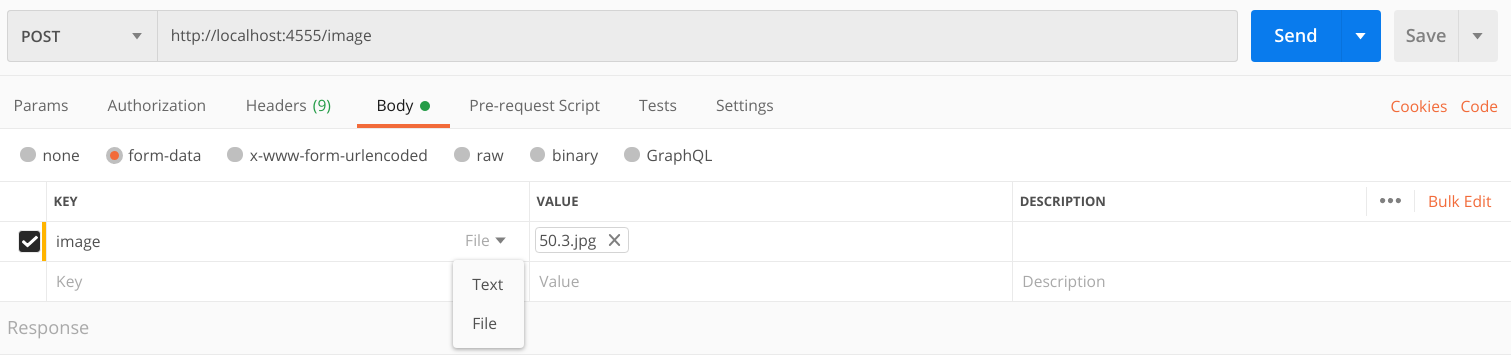 POST http://localhost:4555/image Send Save
Params Authorization Headers (9) Body Pre-request Script Tests Settings Cookies Code
none form-data x-www-form-urlencoded raw binary GraphQL
KEY VALUE DESCRIPTION ••• Bulk Edit
image File 50.3.jpg
Key Value Description
Text
File
Response